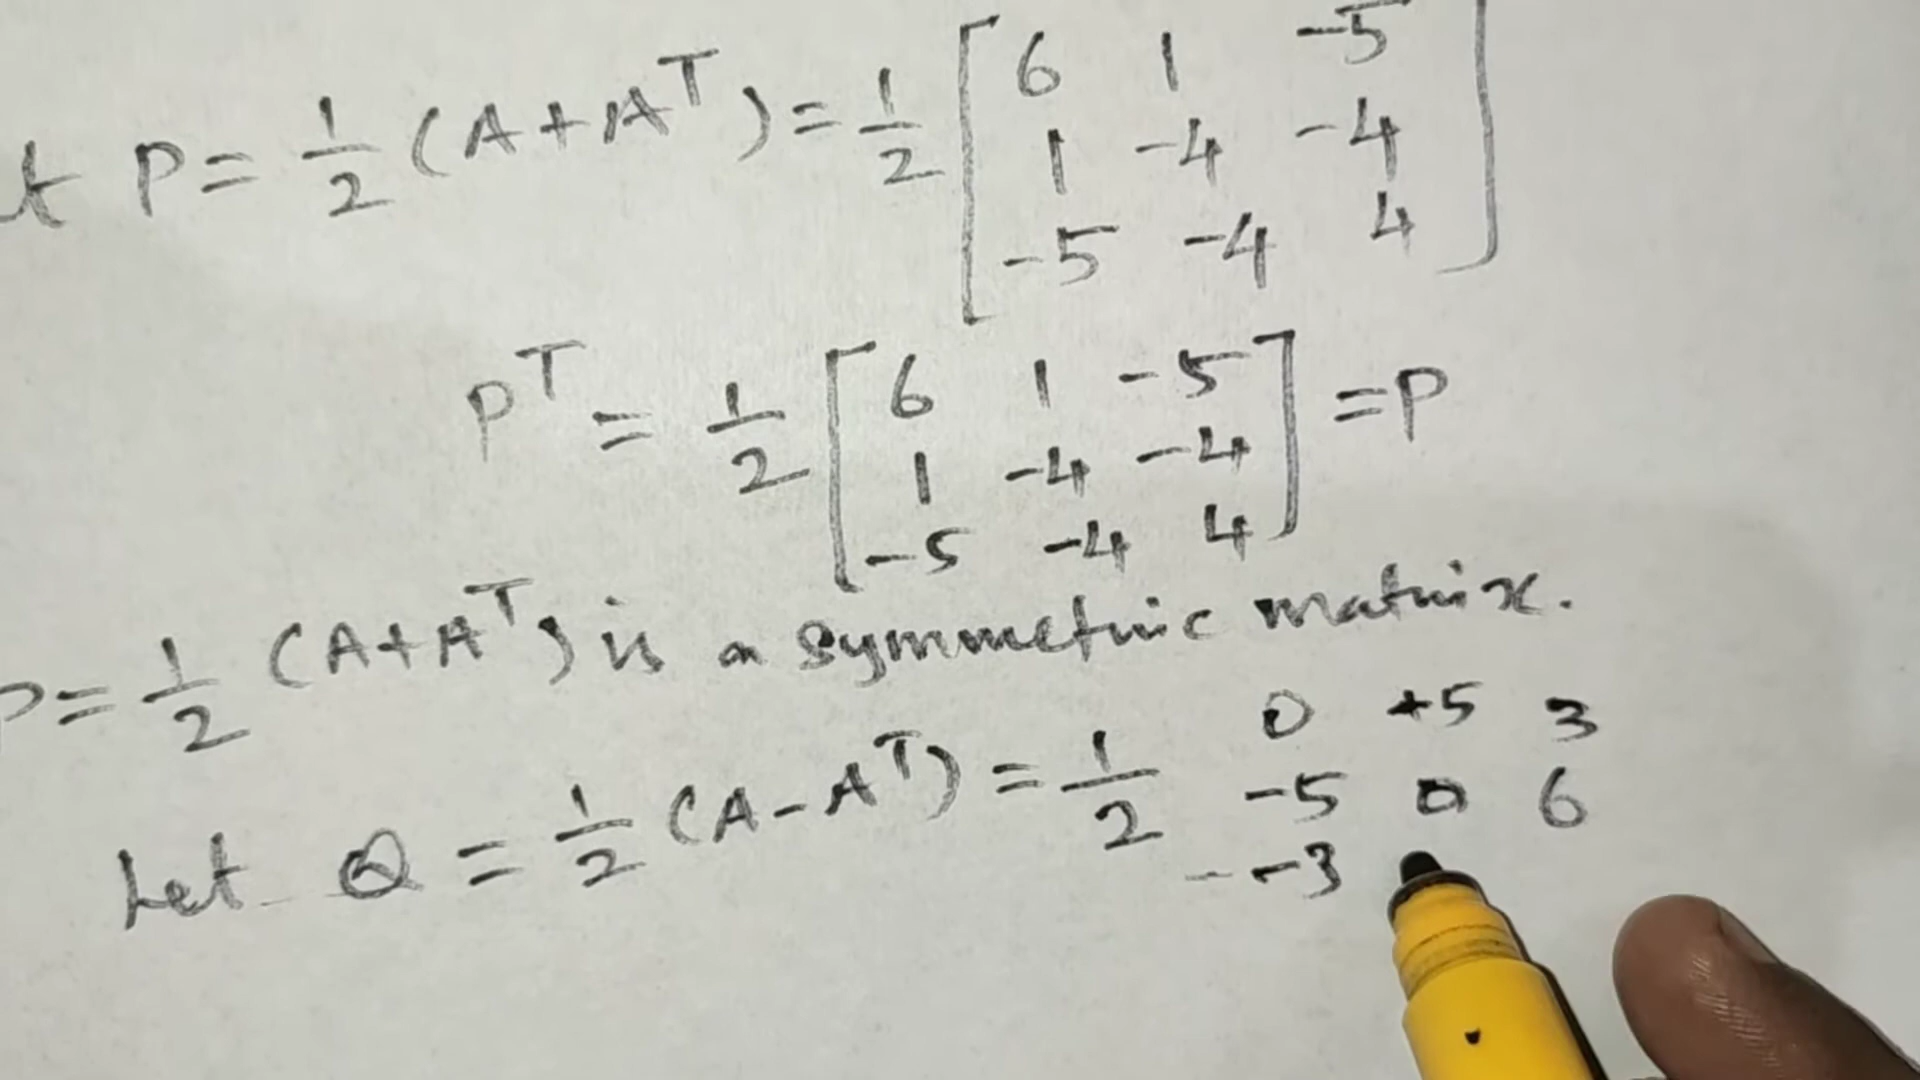 t P = 1/2 (A+A^T) = 1/2 [ 6 1 -5
1 -4 -4
-5 -4 4 ]
P^T = 1/2 [ 6 1 -5
1 -4 -4
-5 -4 4 ] = P
P = 1/2 (A+A^T) is a symmetric matrix.
Let Q = 1/2 (A-A^T) = 1/2 0 +5 3
-5 0 6
--3